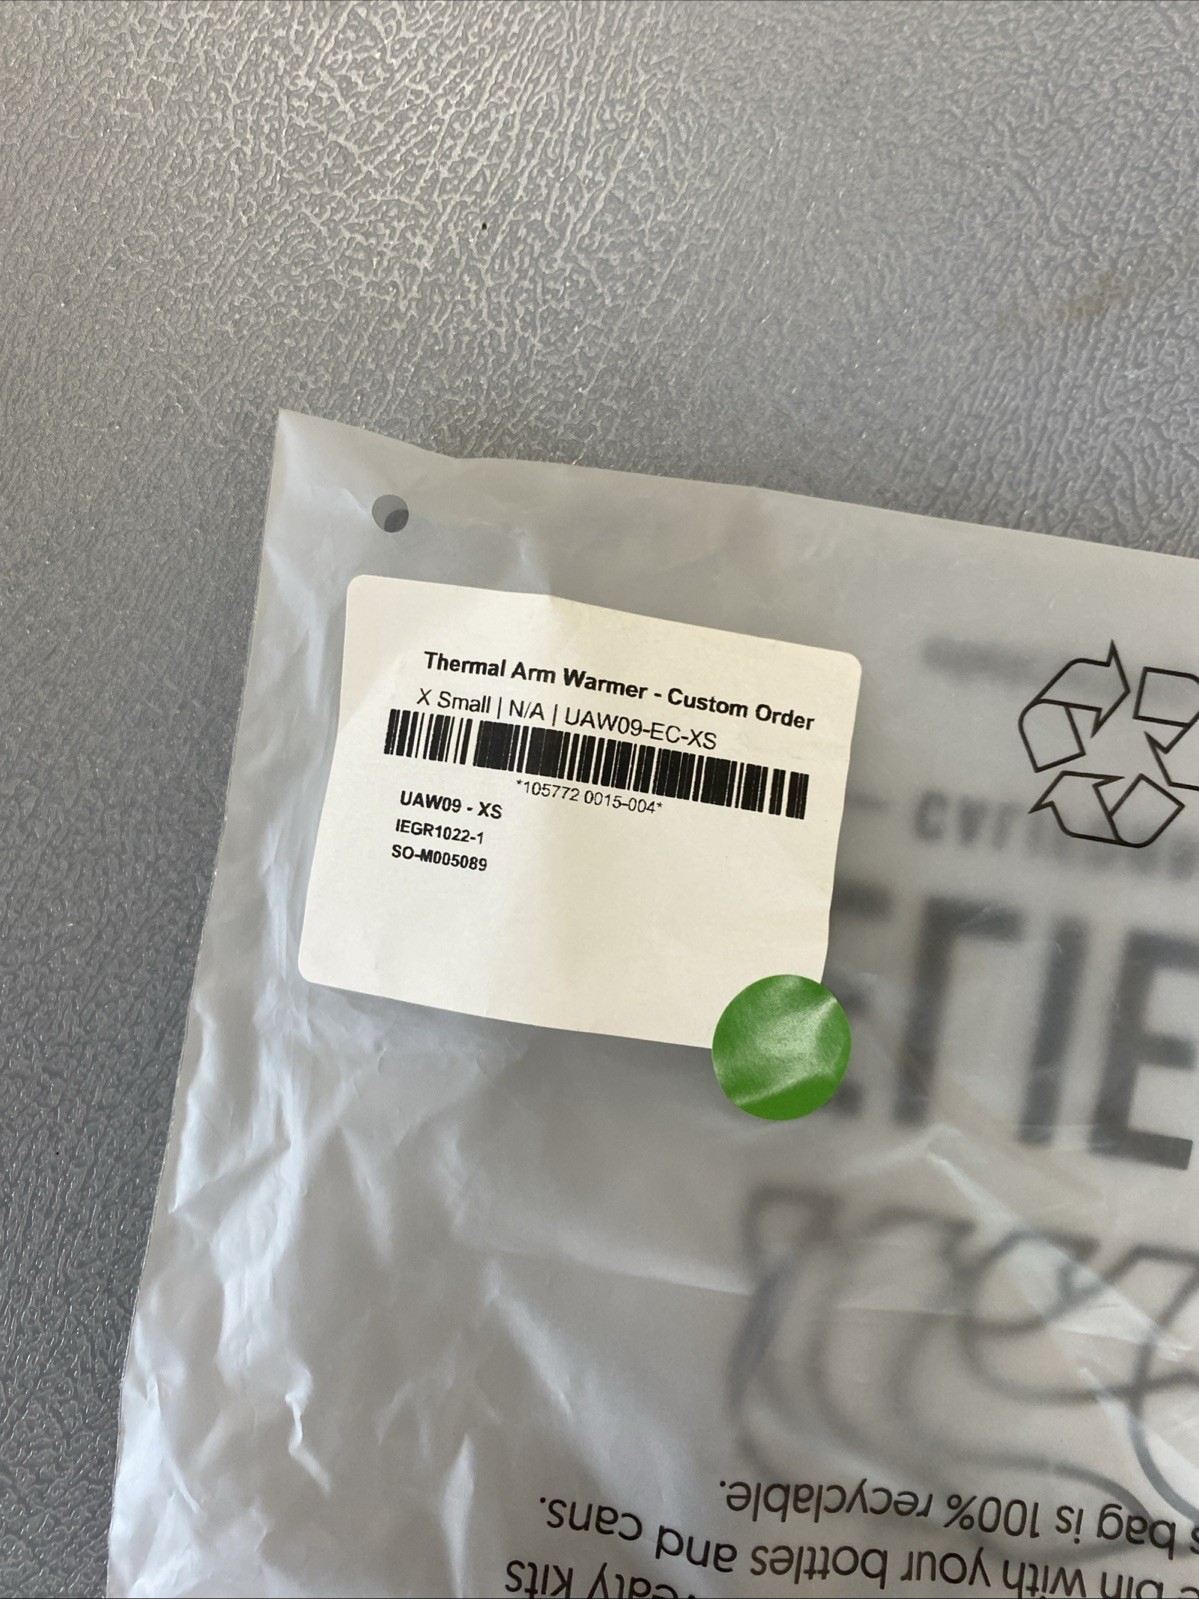 Thermal Arm Warmer - Custom Order
X Small | N/A | UAW09-EC-XS
*105772 0015-004*
UAW09 - XS
IEGR1022-1
SO-M005089
bag is 100% recyclable.
bin with your bottles and cans.
kits